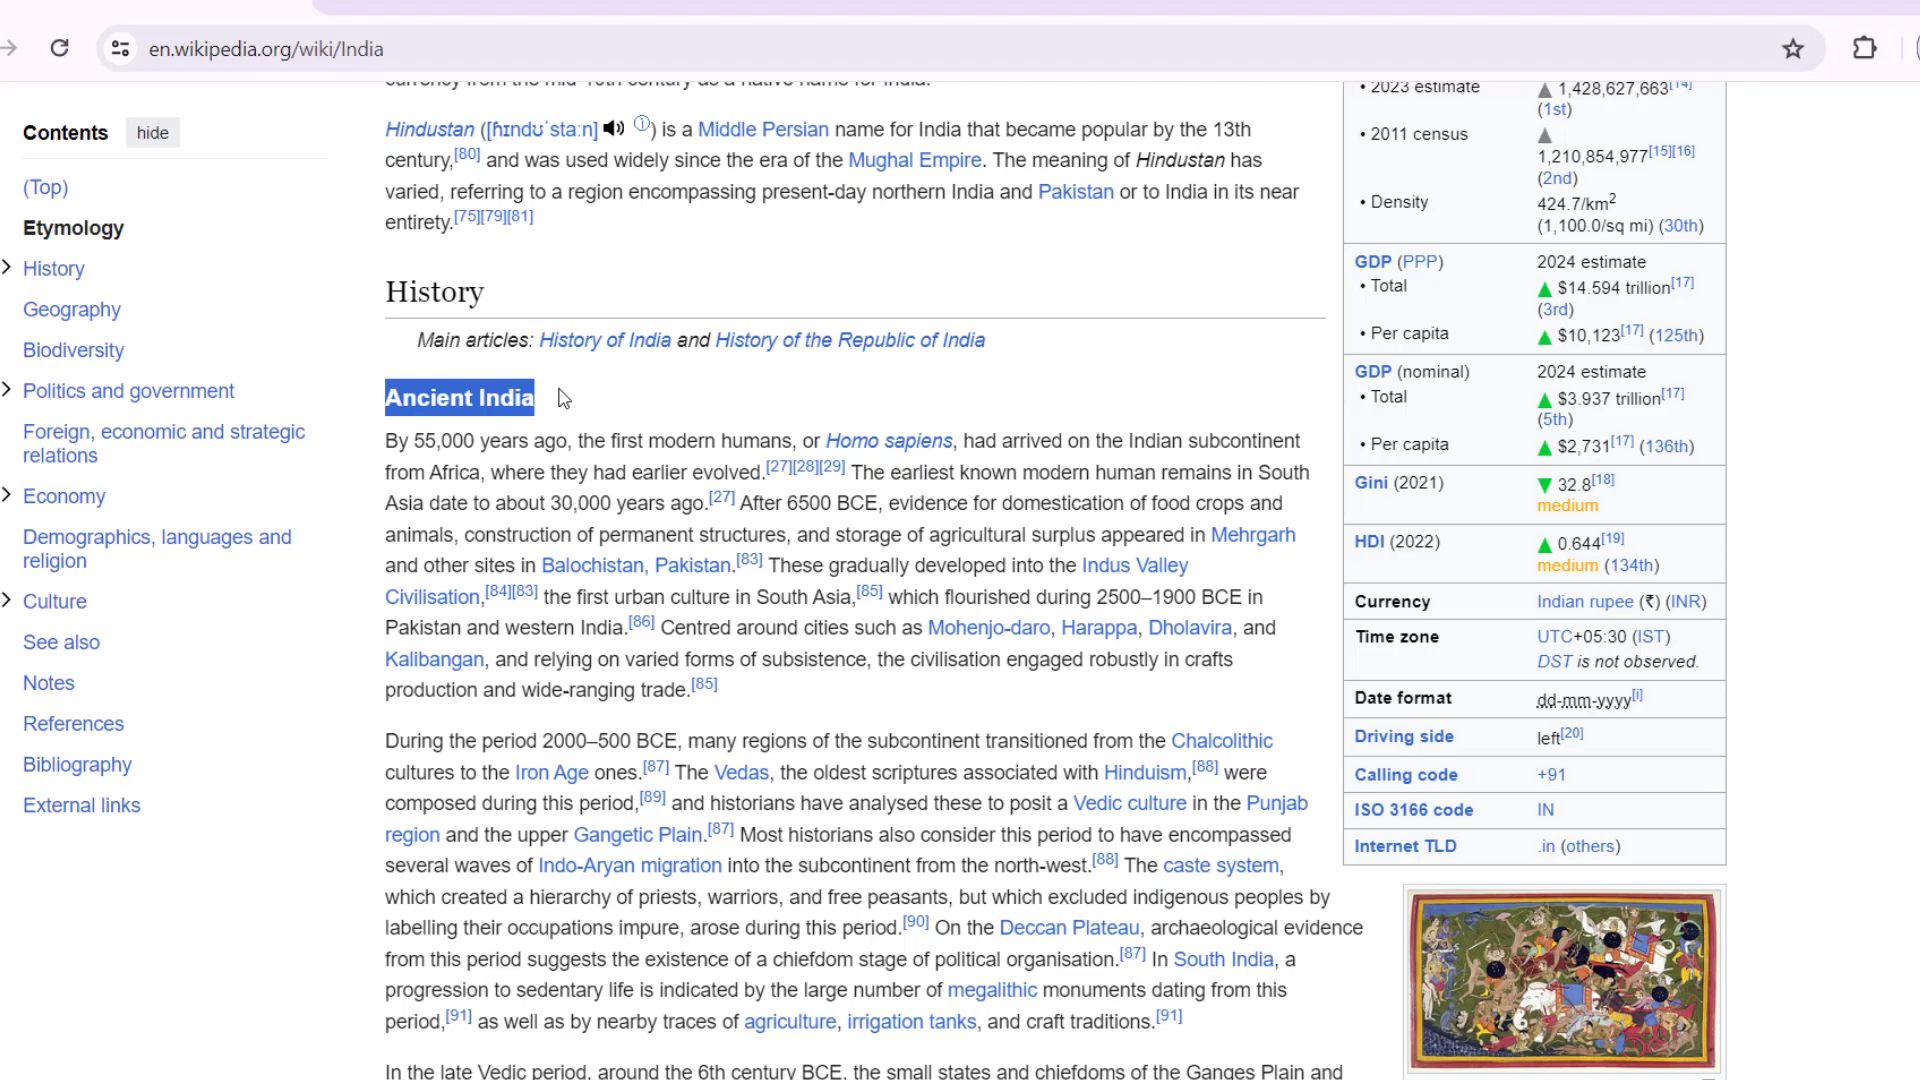 en.wikipedia.org/wiki/India
Contents hide
(Top)
Etymology
History
Geography
Biodiversity
Politics and government
Foreign, economic and strategic
relations
Economy
Demographics, languages and
religion
Culture
See also
Notes
References
Bibliography
External links
currency from the mid-19th century as a native name for India.
Hindustan ([ɦɪndʊˈstaːn] ⓘ) is a Middle Persian name for India that became popular by the 13th
century,[80] and was used widely since the era of the Mughal Empire. The meaning of Hindustan has
varied, referring to a region encompassing present-day northern India and Pakistan or to India in its near
entirety.[75][79][81]
History
Main articles: History of India and History of the Republic of India
Ancient India
By 55,000 years ago, the first modern humans, or Homo sapiens, had arrived on the Indian subcontinent
from Africa, where they had earlier evolved.[27][28][29] The earliest known modern human remains in South
Asia date to about 30,000 years ago.[27] After 6500 BCE, evidence for domestication of food crops and
animals, construction of permanent structures, and storage of agricultural surplus appeared in Mehrgarh
and other sites in Balochistan, Pakistan.[83] These gradually developed into the Indus Valley
Civilisation,[84][83] the first urban culture in South Asia,[85] which flourished during 2500–1900 BCE in
Pakistan and western India.[86] Centred around cities such as Mohenjo-daro, Harappa, Dholavira, and
Kalibangan, and relying on varied forms of subsistence, the civilisation engaged robustly in crafts
production and wide-ranging trade.[85]
During the period 2000–500 BCE, many regions of the subcontinent transitioned from the Chalcolithic
cultures to the Iron Age ones.[87] The Vedas, the oldest scriptures associated with Hinduism,[88] were
composed during this period,[89] and historians have analysed these to posit a Vedic culture in the Punjab
region and the upper Gangetic Plain.[87] Most historians also consider this period to have encompassed
several waves of Indo-Aryan migration into the subcontinent from the north-west.[88] The caste system,
which created a hierarchy of priests, warriors, and free peasants, but which excluded indigenous peoples by
labelling their occupations impure, arose during this period.[90] On the Deccan Plateau, archaeological evidence
from this period suggests the existence of a chiefdom stage of political organisation.[87] In South India, a
progression to sedentary life is indicated by the large number of megalithic monuments dating from this
period,[91] as well as by nearby traces of agriculture, irrigation tanks, and craft traditions.[91]
In the late Vedic period, around the 6th century BCE, the small states and chiefdoms of the Ganges Plain and
• 2023 estimate ▲ 1,428,627,663[14]
(1st)
• 2011 census ▲
1,210,854,977[15][16]
(2nd)
• Density 424.7/km2
(1,100.0/sq mi) (30th)
GDP (PPP) 2024 estimate
• Total ▲ $14.594 trillion[17]
(3rd)
• Per capita ▲ $10,123[17] (125th)
GDP (nominal) 2024 estimate
• Total ▲ $3.937 trillion[17]
(5th)
• Per capita ▲ $2,731[17] (136th)
Gini (2021) ▼ 32.8[18]
medium
HDI (2022) ▲ 0.644[19]
medium (134th)
Currency Indian rupee (₹) (INR)
Time zone UTC+05:30 (IST)
DST is not observed.
Date format dd-mm-yyyy[i]
Driving side left[20]
Calling code +91
ISO 3166 code IN
Internet TLD .in (others)